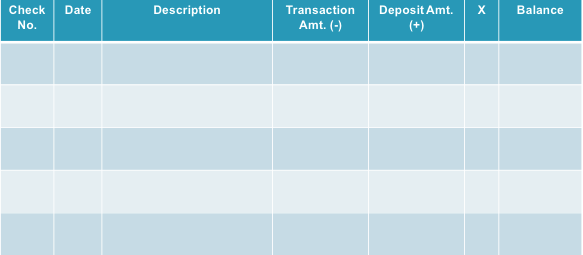 Check No.
Date
Description
Transaction Amt. (-)
Deposit Amt. (+)
X
Balance